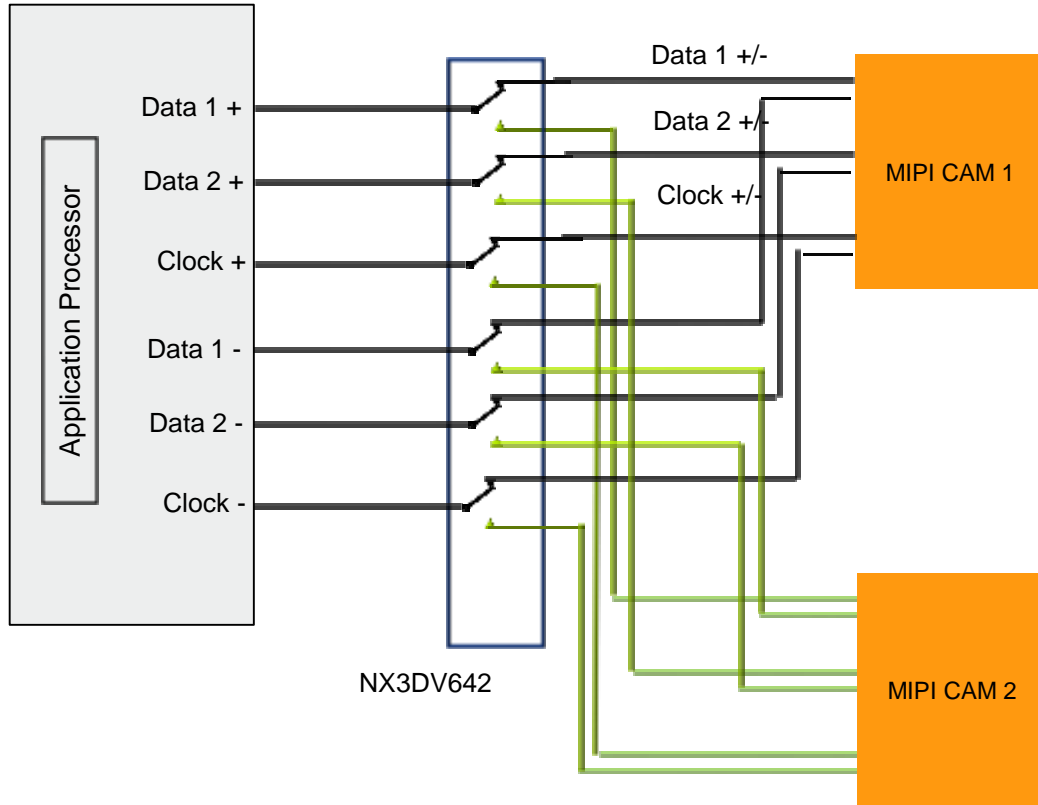 Data 1 +/-
Data 1 +
Data 2 +/-
Data 2 +
MIPI CAM 1
Clock +/-
Clock +
Application Processor
Data 1 -
Data 2 -
Clock -
NX3DV642
MIPI CAM 2